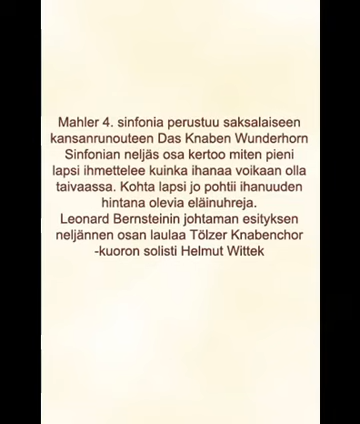 Mahler 4. sinfonia perustuu saksalaiseen
kansanrunouteen Das Knaben Wunderhorn
Sinfonian neljäs osa kertoo miten pieni
lapsi ihmettelee kuinka ihanaa voikaan olla
taivaassa. Kohta lapsi jo pohtii ihanuuden
hintana olevia eläinuhreja.
Leonard Bernsteinin johtaman esityksen
neljännen osan laulaa Tölzer Knabenchor
-kuoron solisti Helmut Wittek